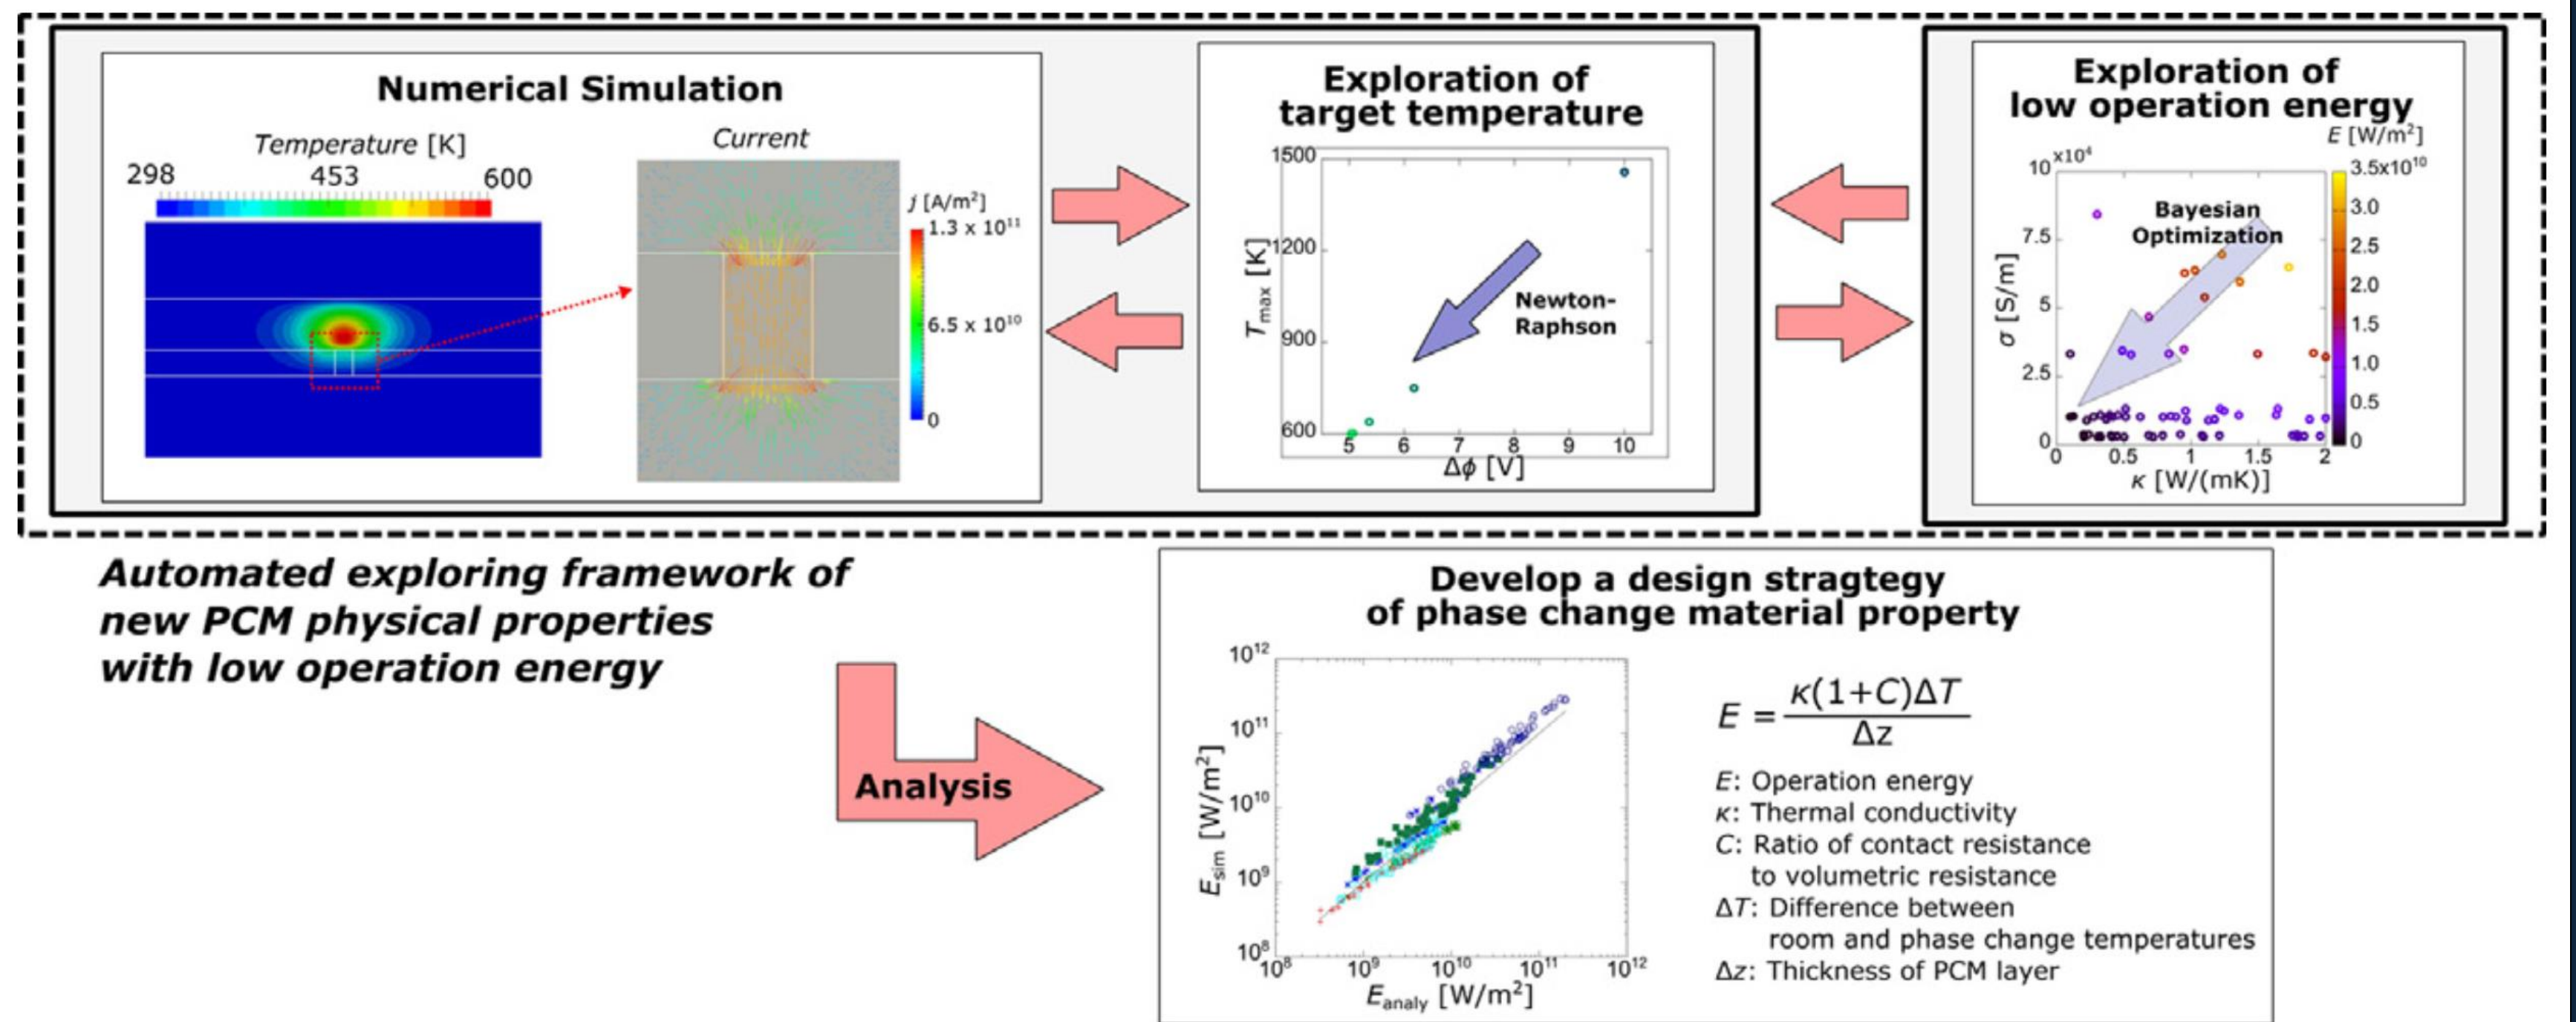 Numerical Simulation
Temperature [K]
298 453 600
Current
j [A/m²]
1.3 x 10¹¹
6.5 x 10¹⁰
0
Exploration of
target temperature
1500
1200
900
600
T_max [K]
5 6 7 8 9 10
Δϕ [V]
Newton-
Raphson
Exploration of
low operation energy
E [W/m²]
10 x10⁴
7.5
5
2.5
0
σ [S/m]
Bayesian
Optimization
0 0.5 1 1.5 2
κ [W/(mK)]
3.5x10¹⁰
3.0
2.5
2.0
1.5
1.0
0.5
0
Automated exploring framework of
new PCM physical properties
with low operation energy
Analysis
Develop a design stragtegy
of phase change material property
10¹²
10¹¹
10¹⁰
10⁹
10⁸
E_sim [W/m²]
10⁸ 10⁹ 10¹⁰ 10¹¹ 10¹²
E_analy [W/m²]
E = κ(1+C)ΔT / Δz
E: Operation energy
κ: Thermal conductivity
C: Ratio of contact resistance
to volumetric resistance
ΔT: Difference between
room and phase change temperatures
Δz: Thickness of PCM layer